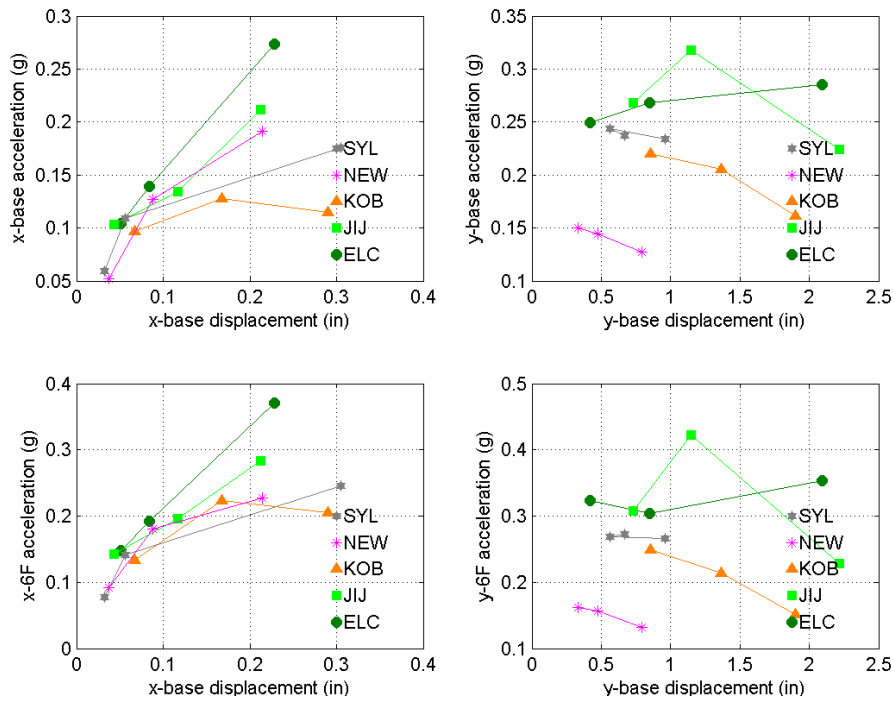 0.3
0.25
0.2
0.15
0.1
0.05
x-base acceleration (g)
0.1
0.2
0.3
0.4
x-base displacement (in)
SYL
NEW
KOB
JIJ
ELC
0.35
0.3
0.25
0.2
0.15
0.1
y-base acceleration (g)
0
0.5
1
1.5
2
2.5
y-base displacement (in)
SYL
NEW
KOB
JIJ
ELC
0.4
0.3
0.2
0.1
0
x-6F acceleration (g)
0.1
0.2
0.3
0.4
x-base displacement (in)
SYL
NEW
KOB
JIJ
ELC
0.5
0.4
0.3
0.2
0.1
y-6F acceleration (g)
0
0.5
1
1.5
2
2.5
y-base displacement (in)
SYL
NEW
KOB
JIJ
ELC